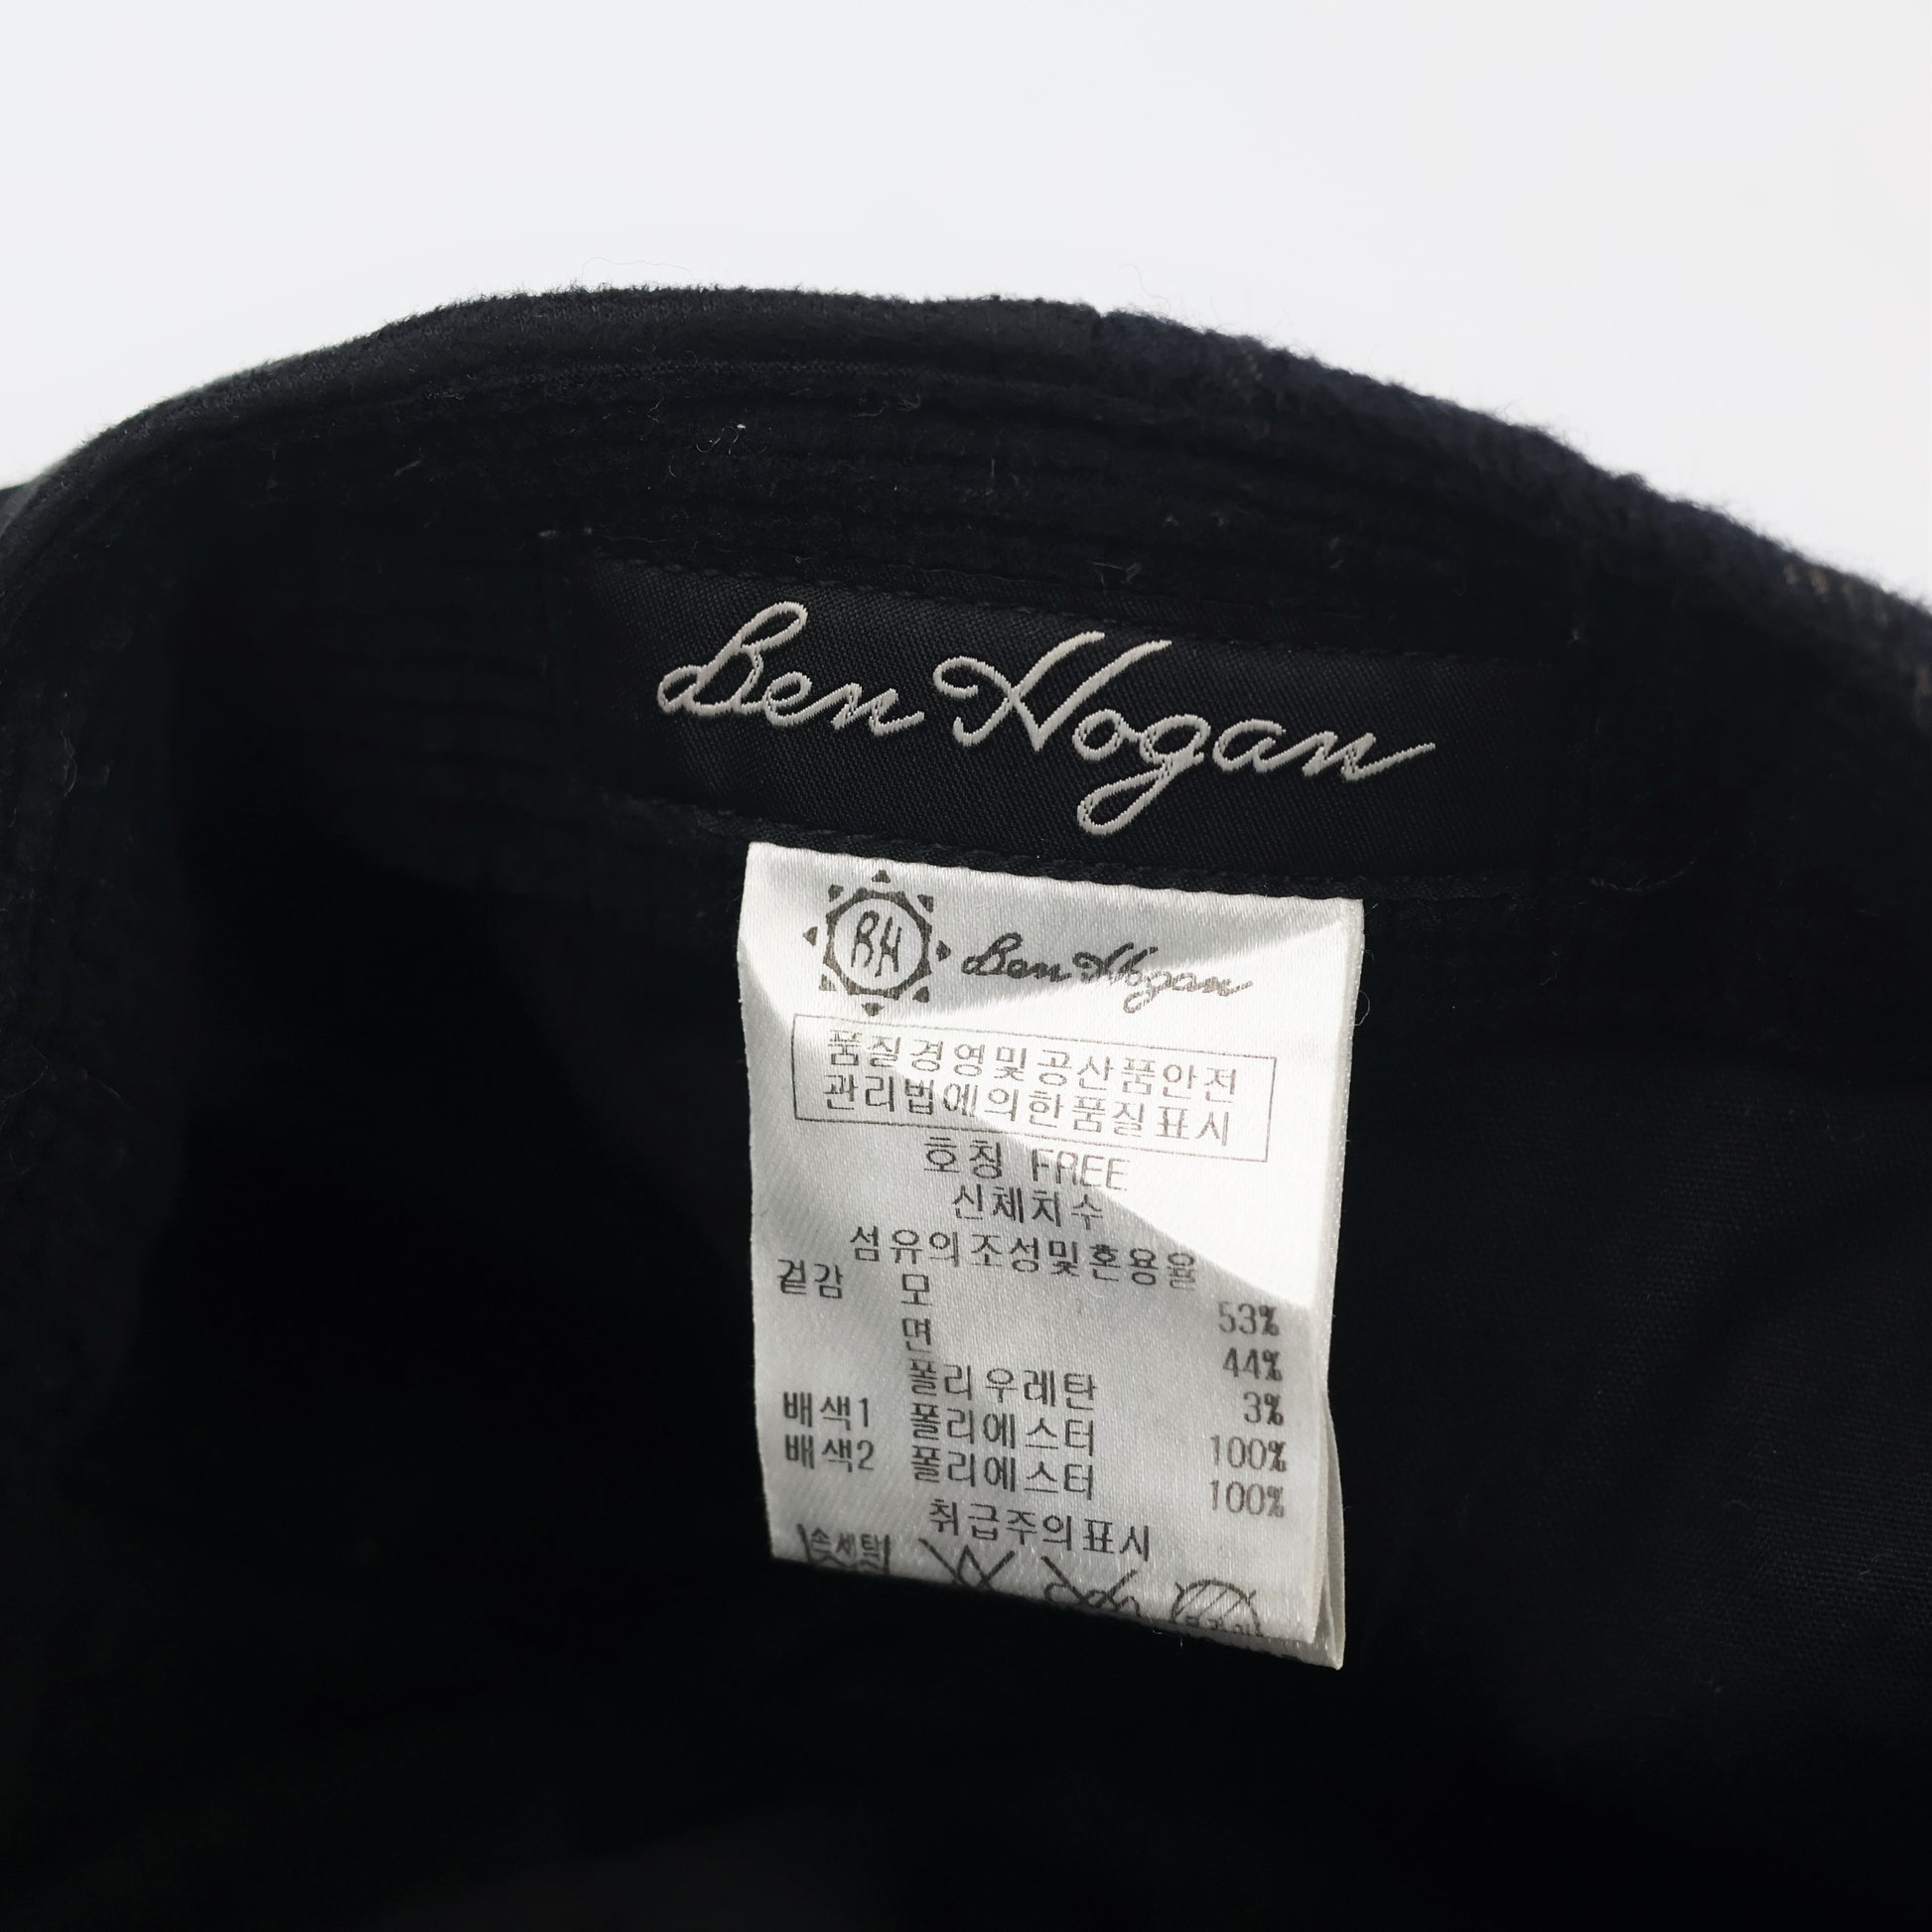 Ben Hogan
BH Ben Hogan
품질경영및공산품안전
관리법에의한품질표시
호칭 FREE
신체치수
섬유의조성및혼용율
겉감 모 53%
면 44%
폴리우레탄 3%
배색1 폴리에스터 100%
배색2 폴리에스터 100%
취급주의표시
손세탁